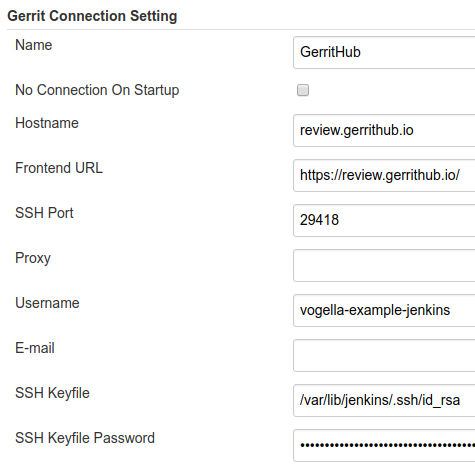 Gerrit Connection Setting
Name GerritHub
No Connection On Startup
Hostname review.gerrithub.io
Frontend URL https://review.gerrithub.io/
SSH Port 29418
Proxy
Username vogella-example-jenkins
E-mail
SSH Keyfile /var/lib/jenkins/.ssh/id_rsa
SSH Keyfile Password